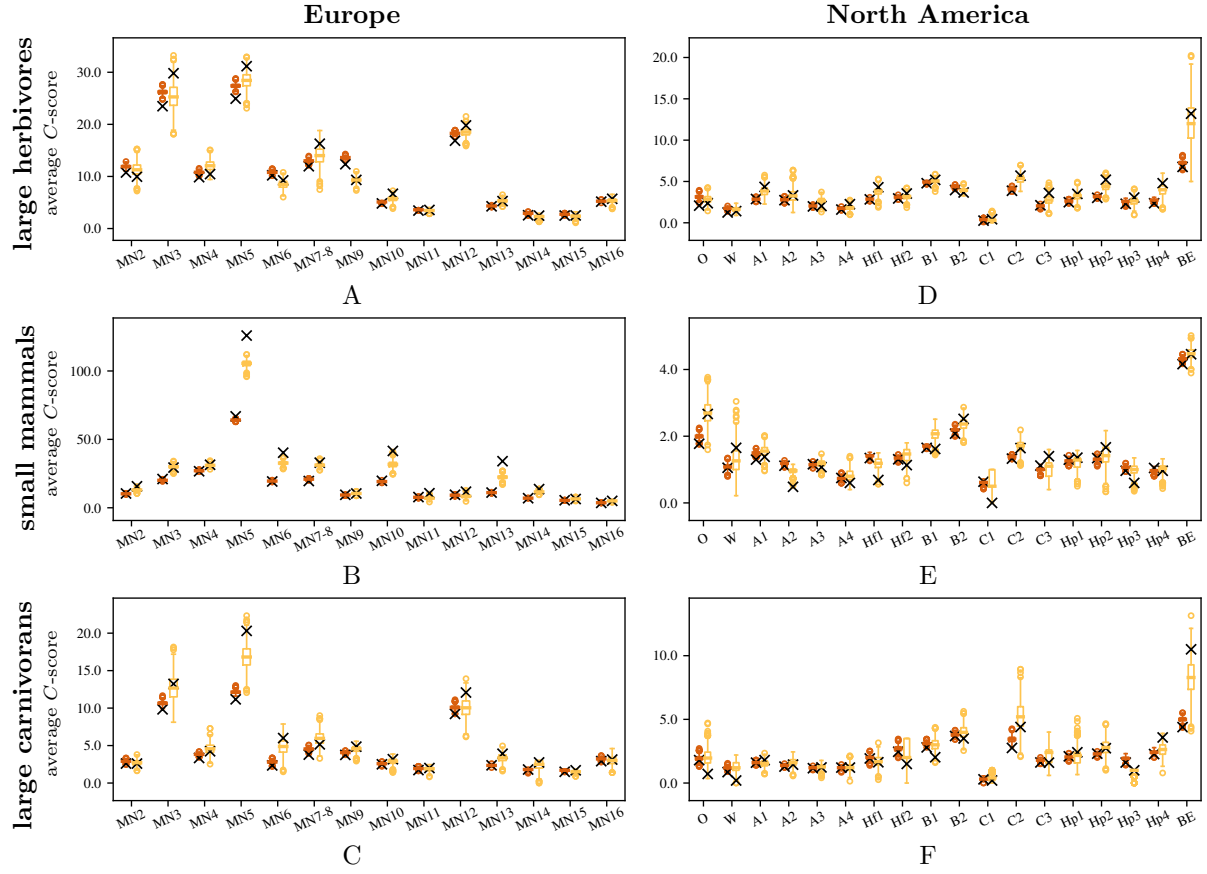 Europe
North America
large herbivores
average C-score
30.0
20.0
10.0
0.0
MN2 MN3 MN4 MN5 MN6 MN7-8 MN9 MN10 MN11 MN12 MN13 MN14 MN15 MN16
A
20.0
15.0
10.0
5.0
0.0
O W A1 A2 A3 A4 Hf1 Hf2 B1 B2 C1 C2 C3 Hp1 Hp2 Hp3 Hp4 BE
D
small mammals
average C-score
100.0
50.0
0.0
MN2 MN3 MN4 MN5 MN6 MN7-8 MN9 MN10 MN11 MN12 MN13 MN14 MN15 MN16
B
4.0
2.0
0.0
O W A1 A2 A3 A4 Hf1 Hf2 B1 B2 C1 C2 C3 Hp1 Hp2 Hp3 Hp4 BE
E
large carnivorans
average C-score
20.0
15.0
10.0
5.0
0.0
MN2 MN3 MN4 MN5 MN6 MN7-8 MN9 MN10 MN11 MN12 MN13 MN14 MN15 MN16
C
10.0
5.0
0.0
O W A1 A2 A3 A4 Hf1 Hf2 B1 B2 C1 C2 C3 Hp1 Hp2 Hp3 Hp4 BE
F